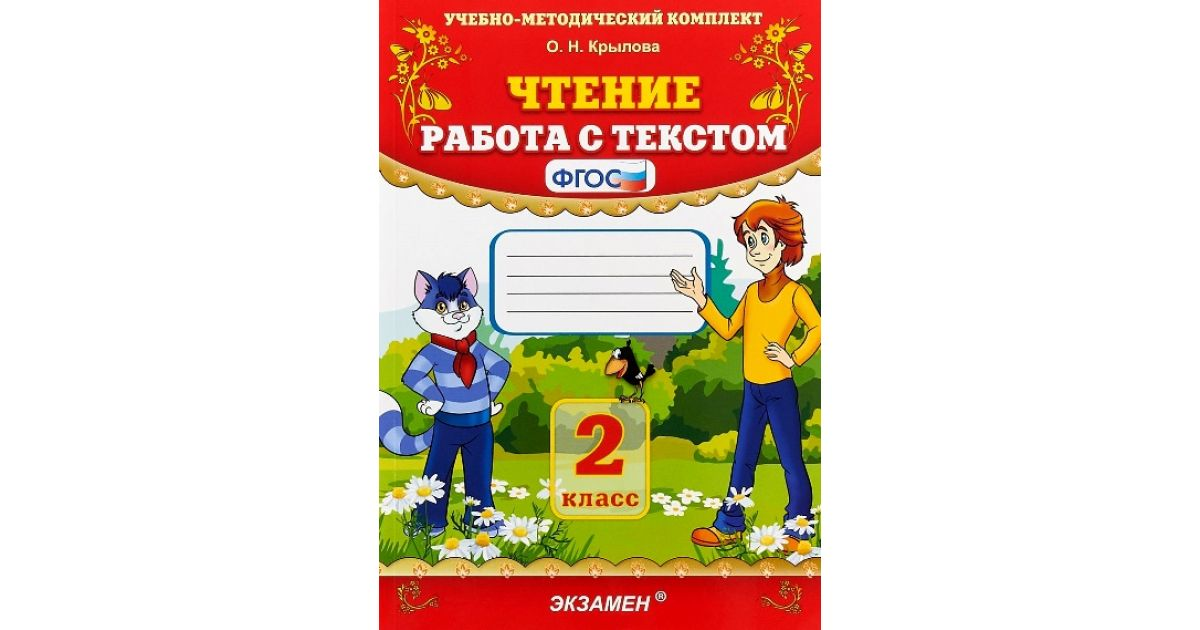 УЧЕБНО-МЕТОДИЧЕСКИЙ КОМПЛЕКТ
О. Н. Крылова
ЧТЕНИЕ
РАБОТА С ТЕКСТОМ
ФГОС
2
класс
ЭКЗАМЕН ®